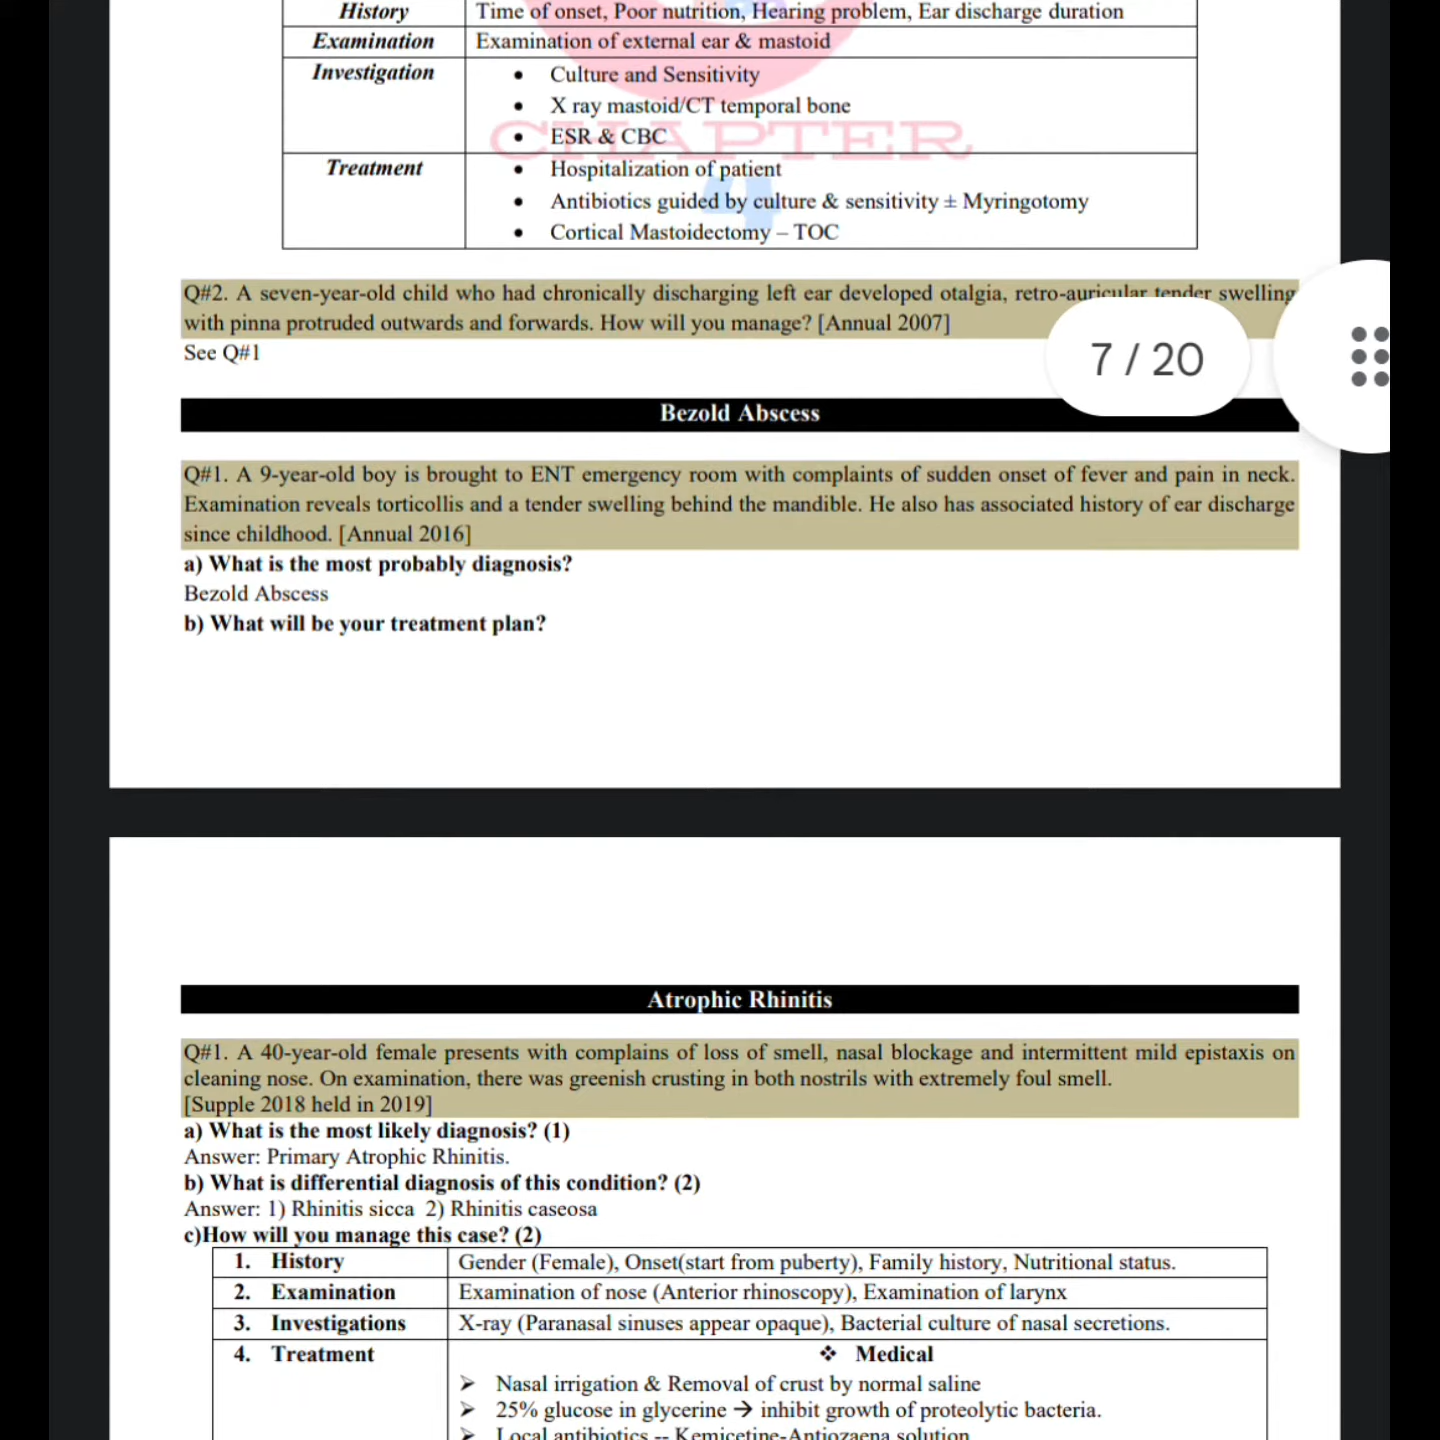 History Time of onset, Poor nutrition, Hearing problem, Ear discharge duration
Examination Examination of external ear & mastoid
Investigation • Culture and Sensitivity
• X ray mastoid/CT temporal bone
• ESR & CBC
CHAPTER
Treatment • Hospitalization of patient
4
• Antibiotics guided by culture & sensitivity ± Myringotomy
• Cortical Mastoidectomy – TOC
Q#2. A seven-year-old child who had chronically discharging left ear developed otalgia, retro-auricular tender swelling
with pinna protruded outwards and forwards. How will you manage? [Annual 2007]
See Q#1
7 / 20
Bezold Abscess
Q#1. A 9-year-old boy is brought to ENT emergency room with complaints of sudden onset of fever and pain in neck.
Examination reveals torticollis and a tender swelling behind the mandible. He also has associated history of ear discharge
since childhood. [Annual 2016]
a) What is the most probably diagnosis?
Bezold Abscess
b) What will be your treatment plan?
Atrophic Rhinitis
Q#1. A 40-year-old female presents with complains of loss of smell, nasal blockage and intermittent mild epistaxis on
cleaning nose. On examination, there was greenish crusting in both nostrils with extremely foul smell.
[Supple 2018 held in 2019]
a) What is the most likely diagnosis? (1)
Answer: Primary Atrophic Rhinitis.
b) What is differential diagnosis of this condition? (2)
Answer: 1) Rhinitis sicca 2) Rhinitis caseosa
c)How will you manage this case? (2)
1. History Gender (Female), Onset(start from puberty), Family history, Nutritional status.
2. Examination Examination of nose (Anterior rhinoscopy), Examination of larynx
3. Investigations X-ray (Paranasal sinuses appear opaque), Bacterial culture of nasal secretions.
4. Treatment ❖ Medical
➢ Nasal irrigation & Removal of crust by normal saline
➢ 25% glucose in glycerine → inhibit growth of proteolytic bacteria.
➢ Local antibiotics -- Kemicetine-Antiozaena solution